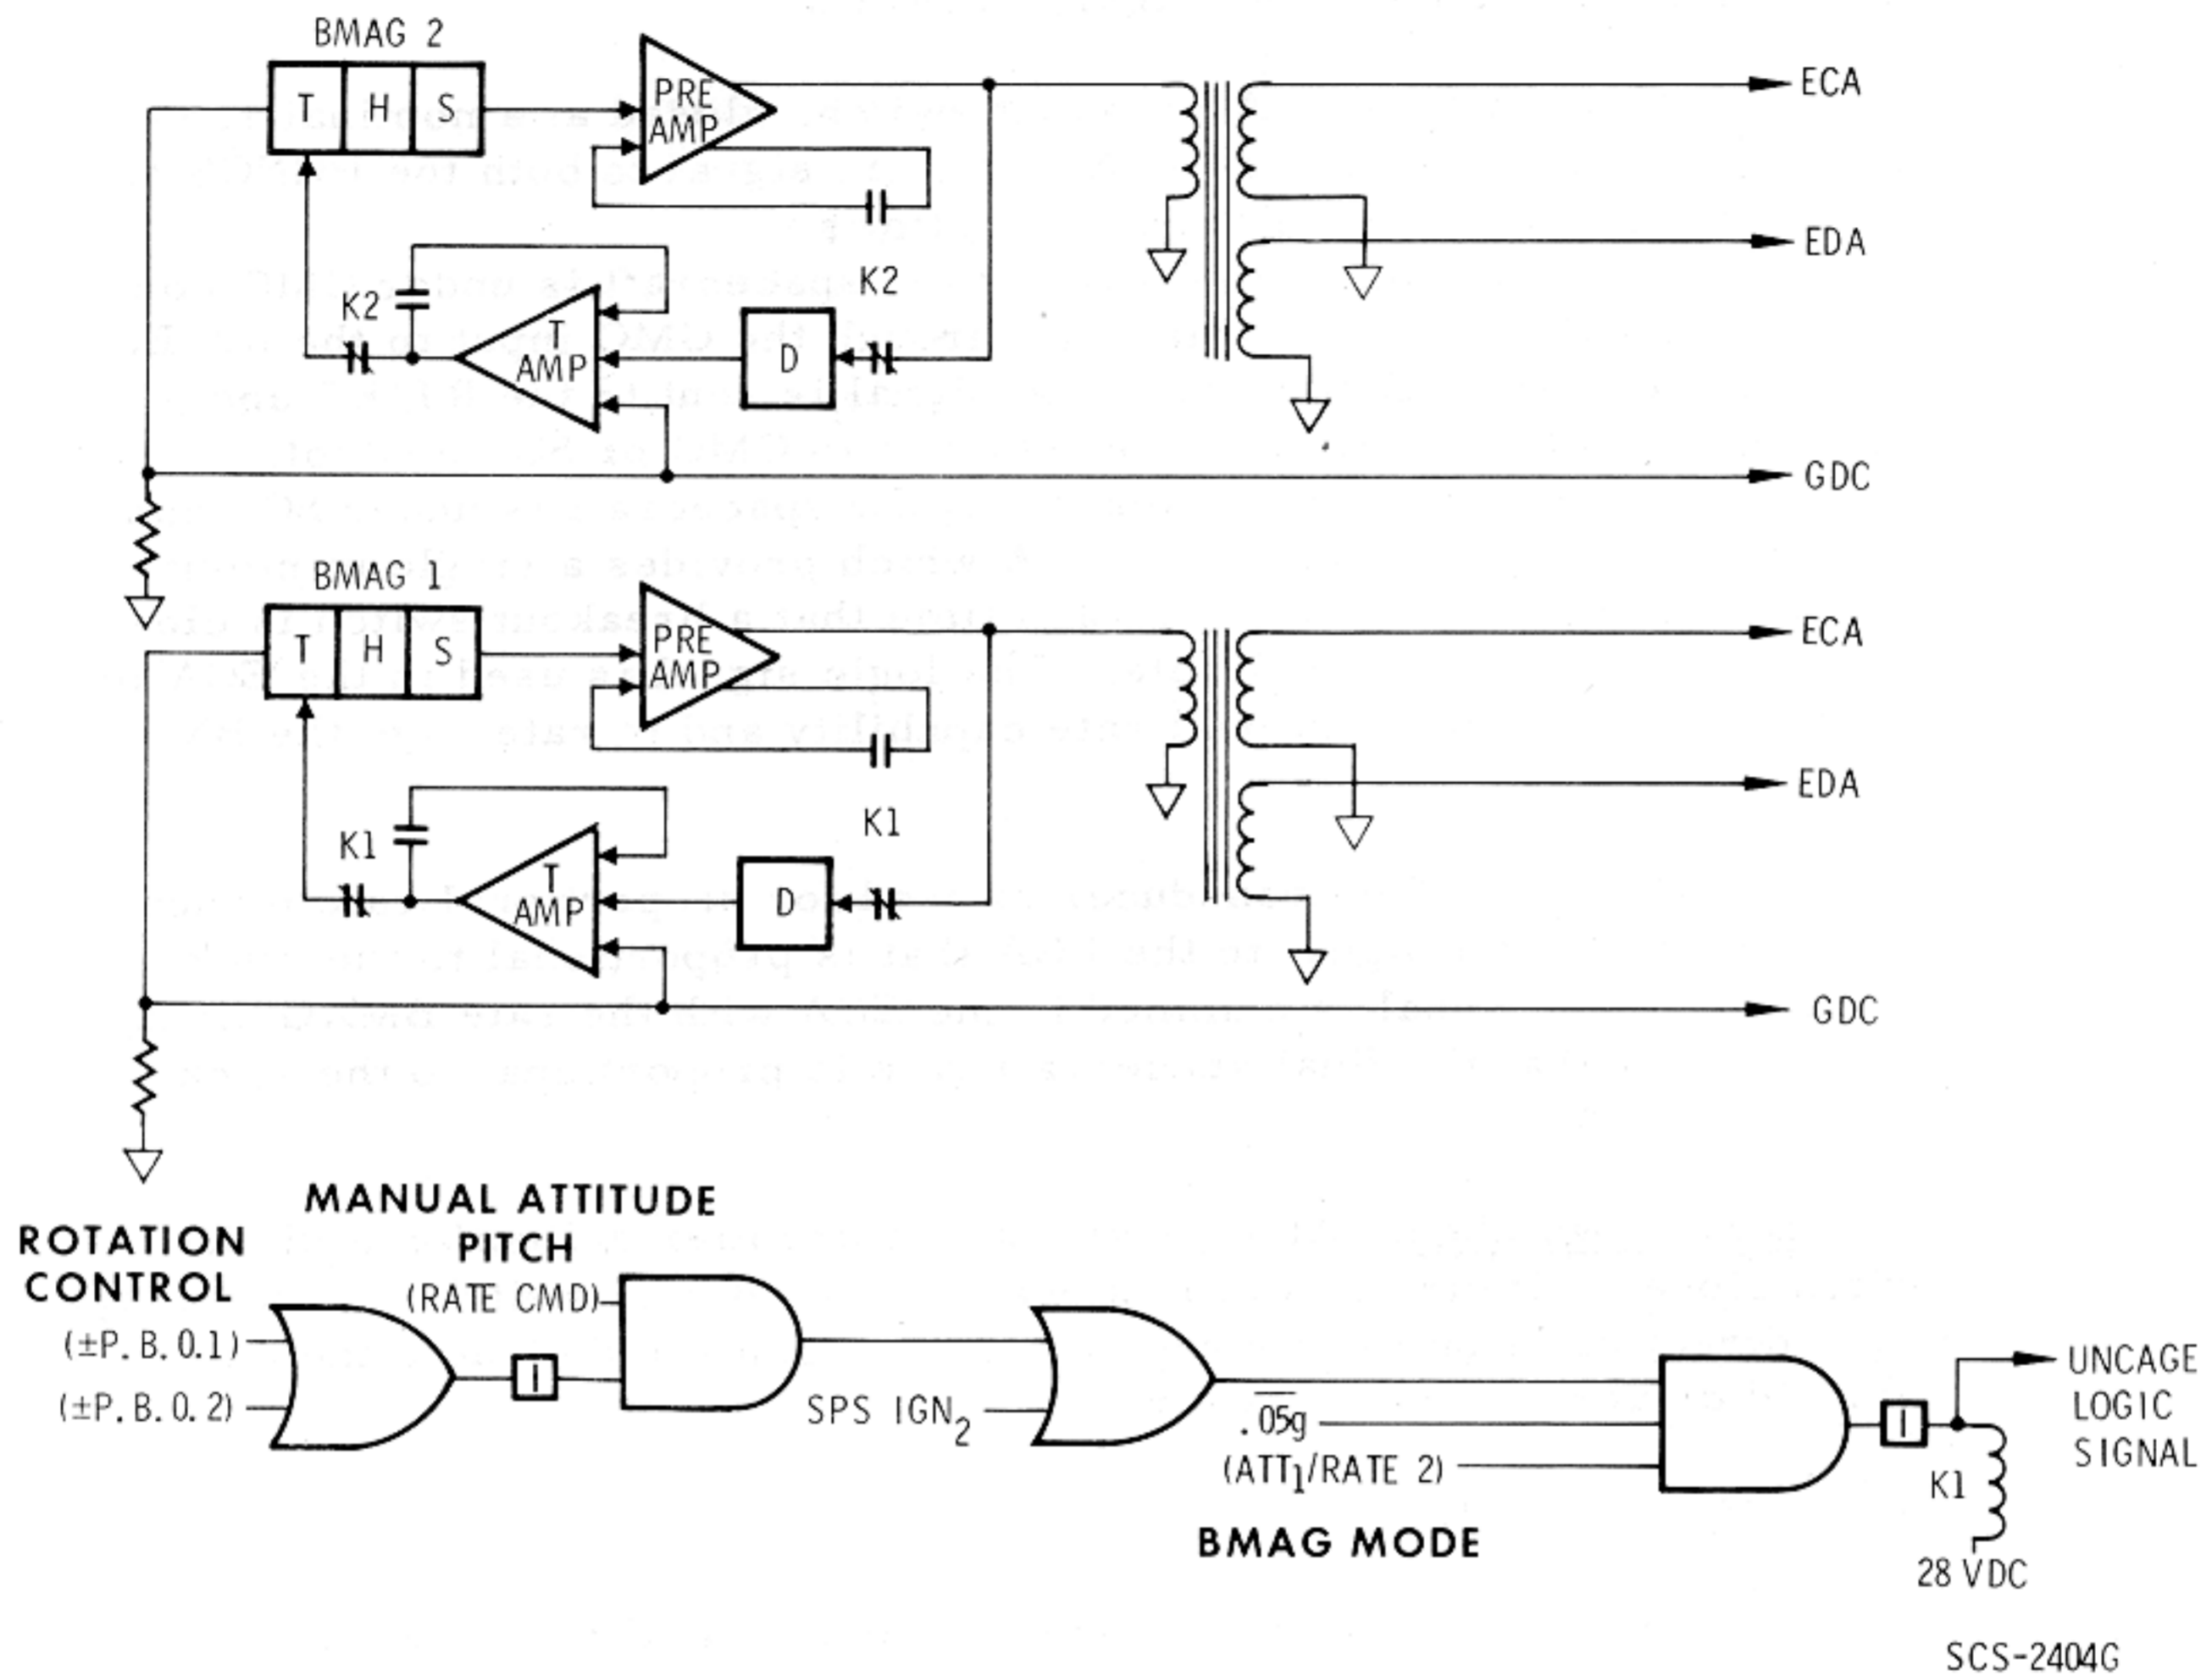 BMAG 2
T H S
PRE
AMP
ECA
EDA
K2
K2
T
AMP
D
GDC
BMAG 1
T H S
PRE
AMP
ECA
EDA
K1
K1
T
AMP
D
GDC
MANUAL ATTITUDE
PITCH
(RATE CMD)
ROTATION
CONTROL
(±P. B. 0.1)
(±P. B. 0. 2)
I
SPS IGN2
.05g
(ATT1/RATE 2)
BMAG MODE
I
UNCAGE
LOGIC
SIGNAL
K1
28 VDC
SCS-2404G